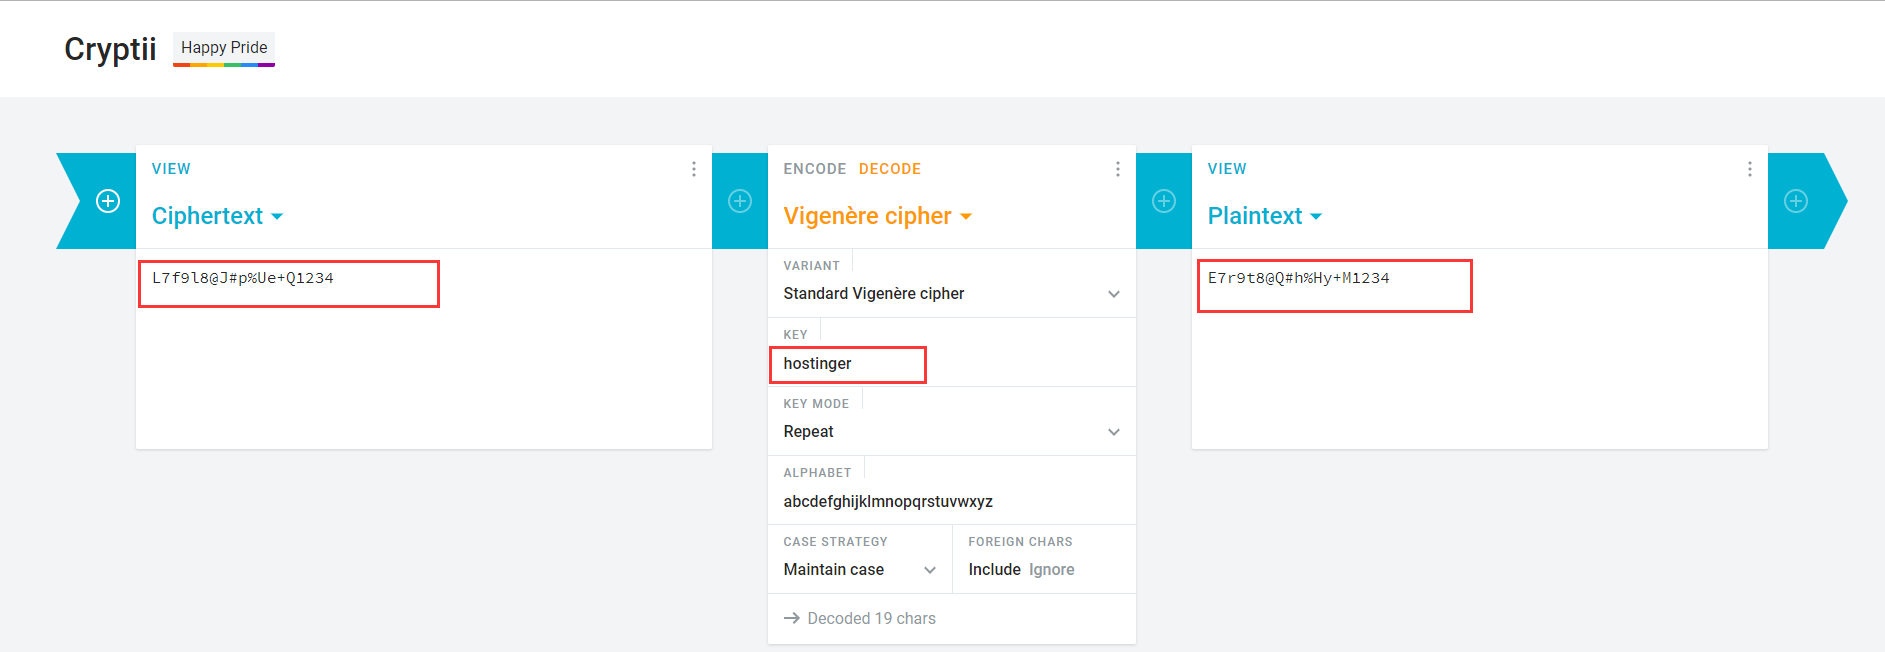 Cryptii
Happy Pride
VIEW
Ciphertext
L7f9l8@J#p%Ue+Q1234
ENCODE DECODE
Vigenère cipher
VARIANT
Standard Vigenère cipher
KEY
hostinger
KEY MODE
Repeat
ALPHABET
abcdefghijklmnopqrstuvwxyz
CASE STRATEGY
Maintain case
FOREIGN CHARS
Include Ignore
→ Decoded 19 chars
VIEW
Plaintext
E7r9t8@Q#h%Hy+M1234